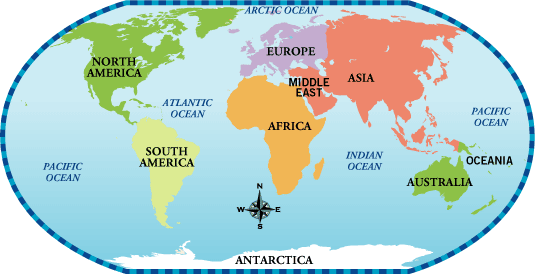 ARCTIC OCEAN
NORTH
AMERICA
EUROPE
MIDDLE
EAST
ASIA
ATLANTIC
OCEAN
PACIFIC
OCEAN
AFRICA
SOUTH
AMERICA
INDIAN
OCEAN
OCEANIA
PACIFIC
OCEAN
AUSTRALIA
N
W E
S
ANTARCTICA